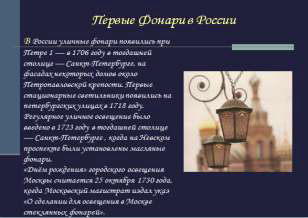 Первые Фонари в России
В России уличные фонари появились при
Петре 1 — в 1706 году в тогдашней
столице — Санкт-Петербурге, на
фасадах некоторых домов около
Петропавловской крепости. Первые
стационарные светильники появились на
петербургских улицах в 1718 году.
Регулярное уличное освещение было
введено в 1723 году в тогдашней столице
— Санкт-Петербурге , когда на Невском
проспекте были установлены масляные
фонари.
«Днём рождения» городского освещения
Москвы считается 25 октября 1730 года,
когда Московский магистрат издал указ
«О сделании для освещения в Москве
стеклянных фонарей».